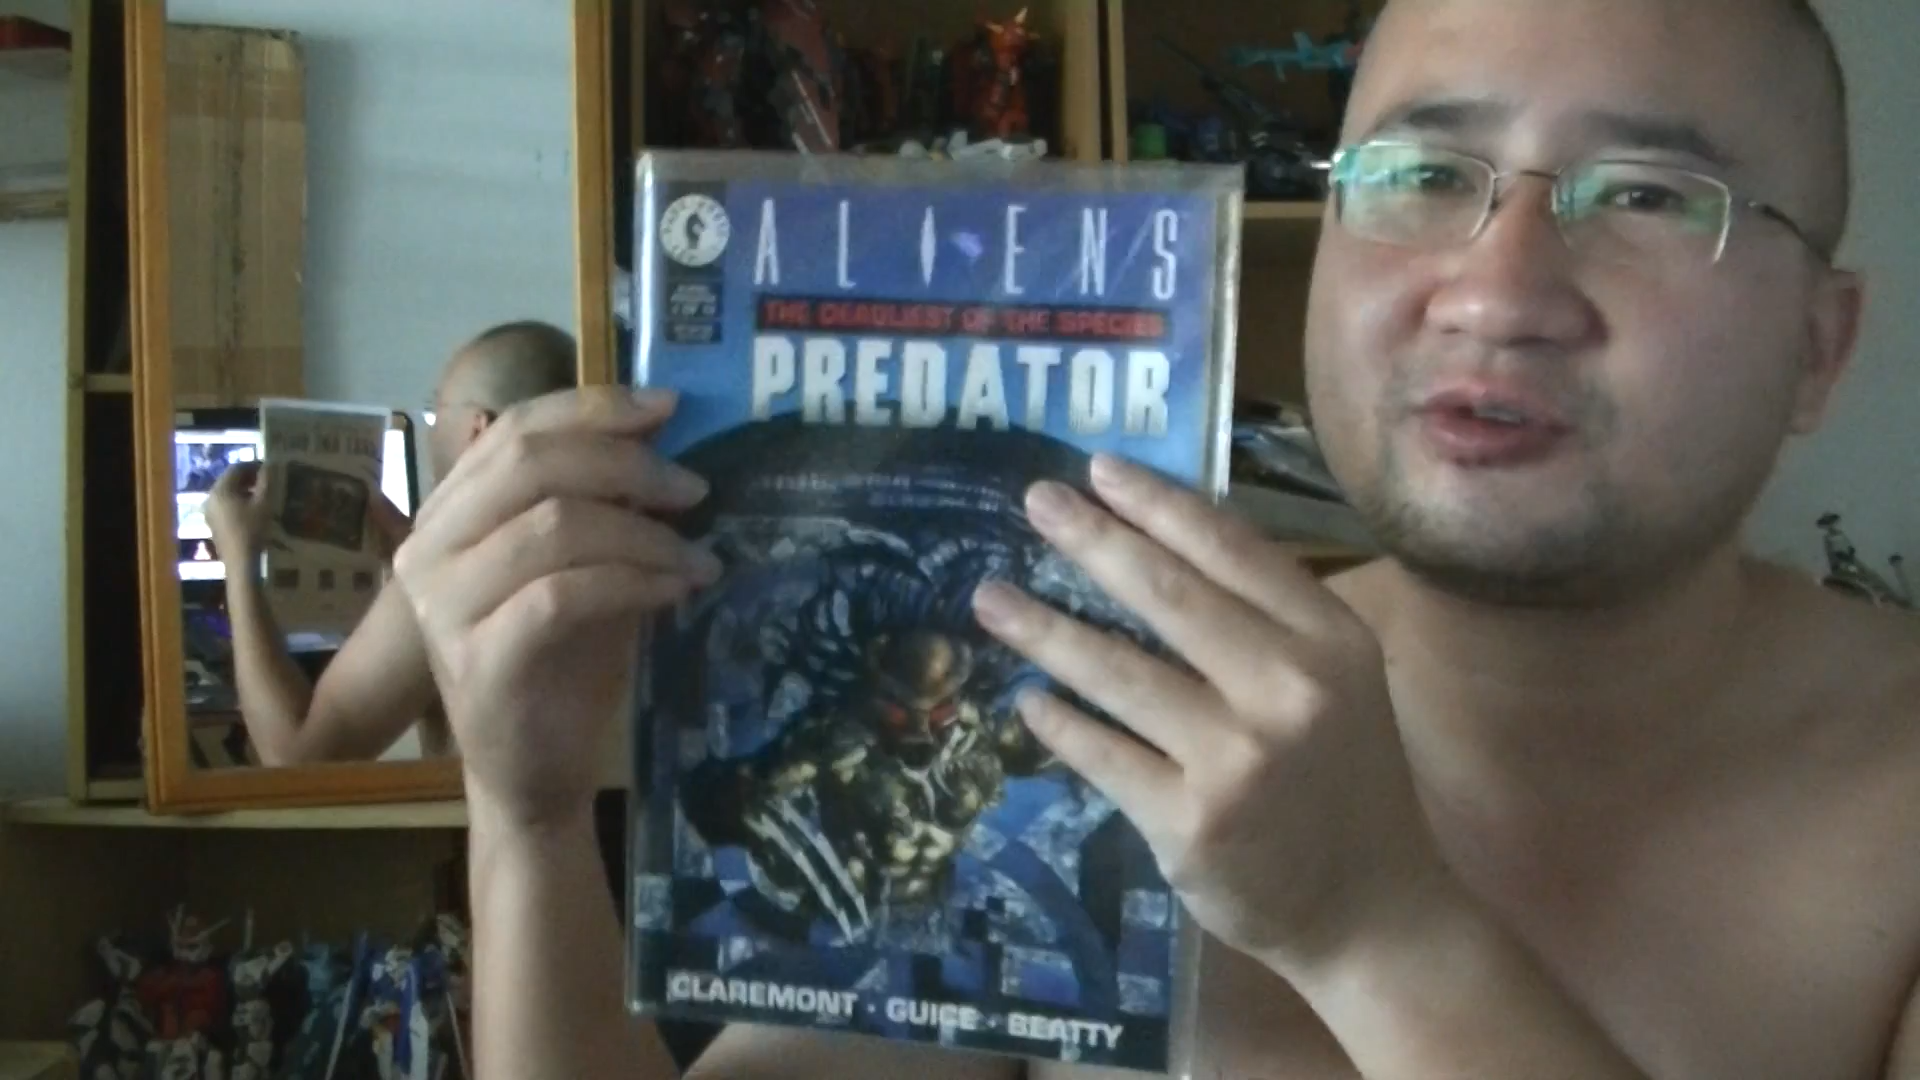 ALIENS
THE DEADLIEST OF THE SPECIES
PREDATOR
CLAREMONT · GUICE · BEATTY